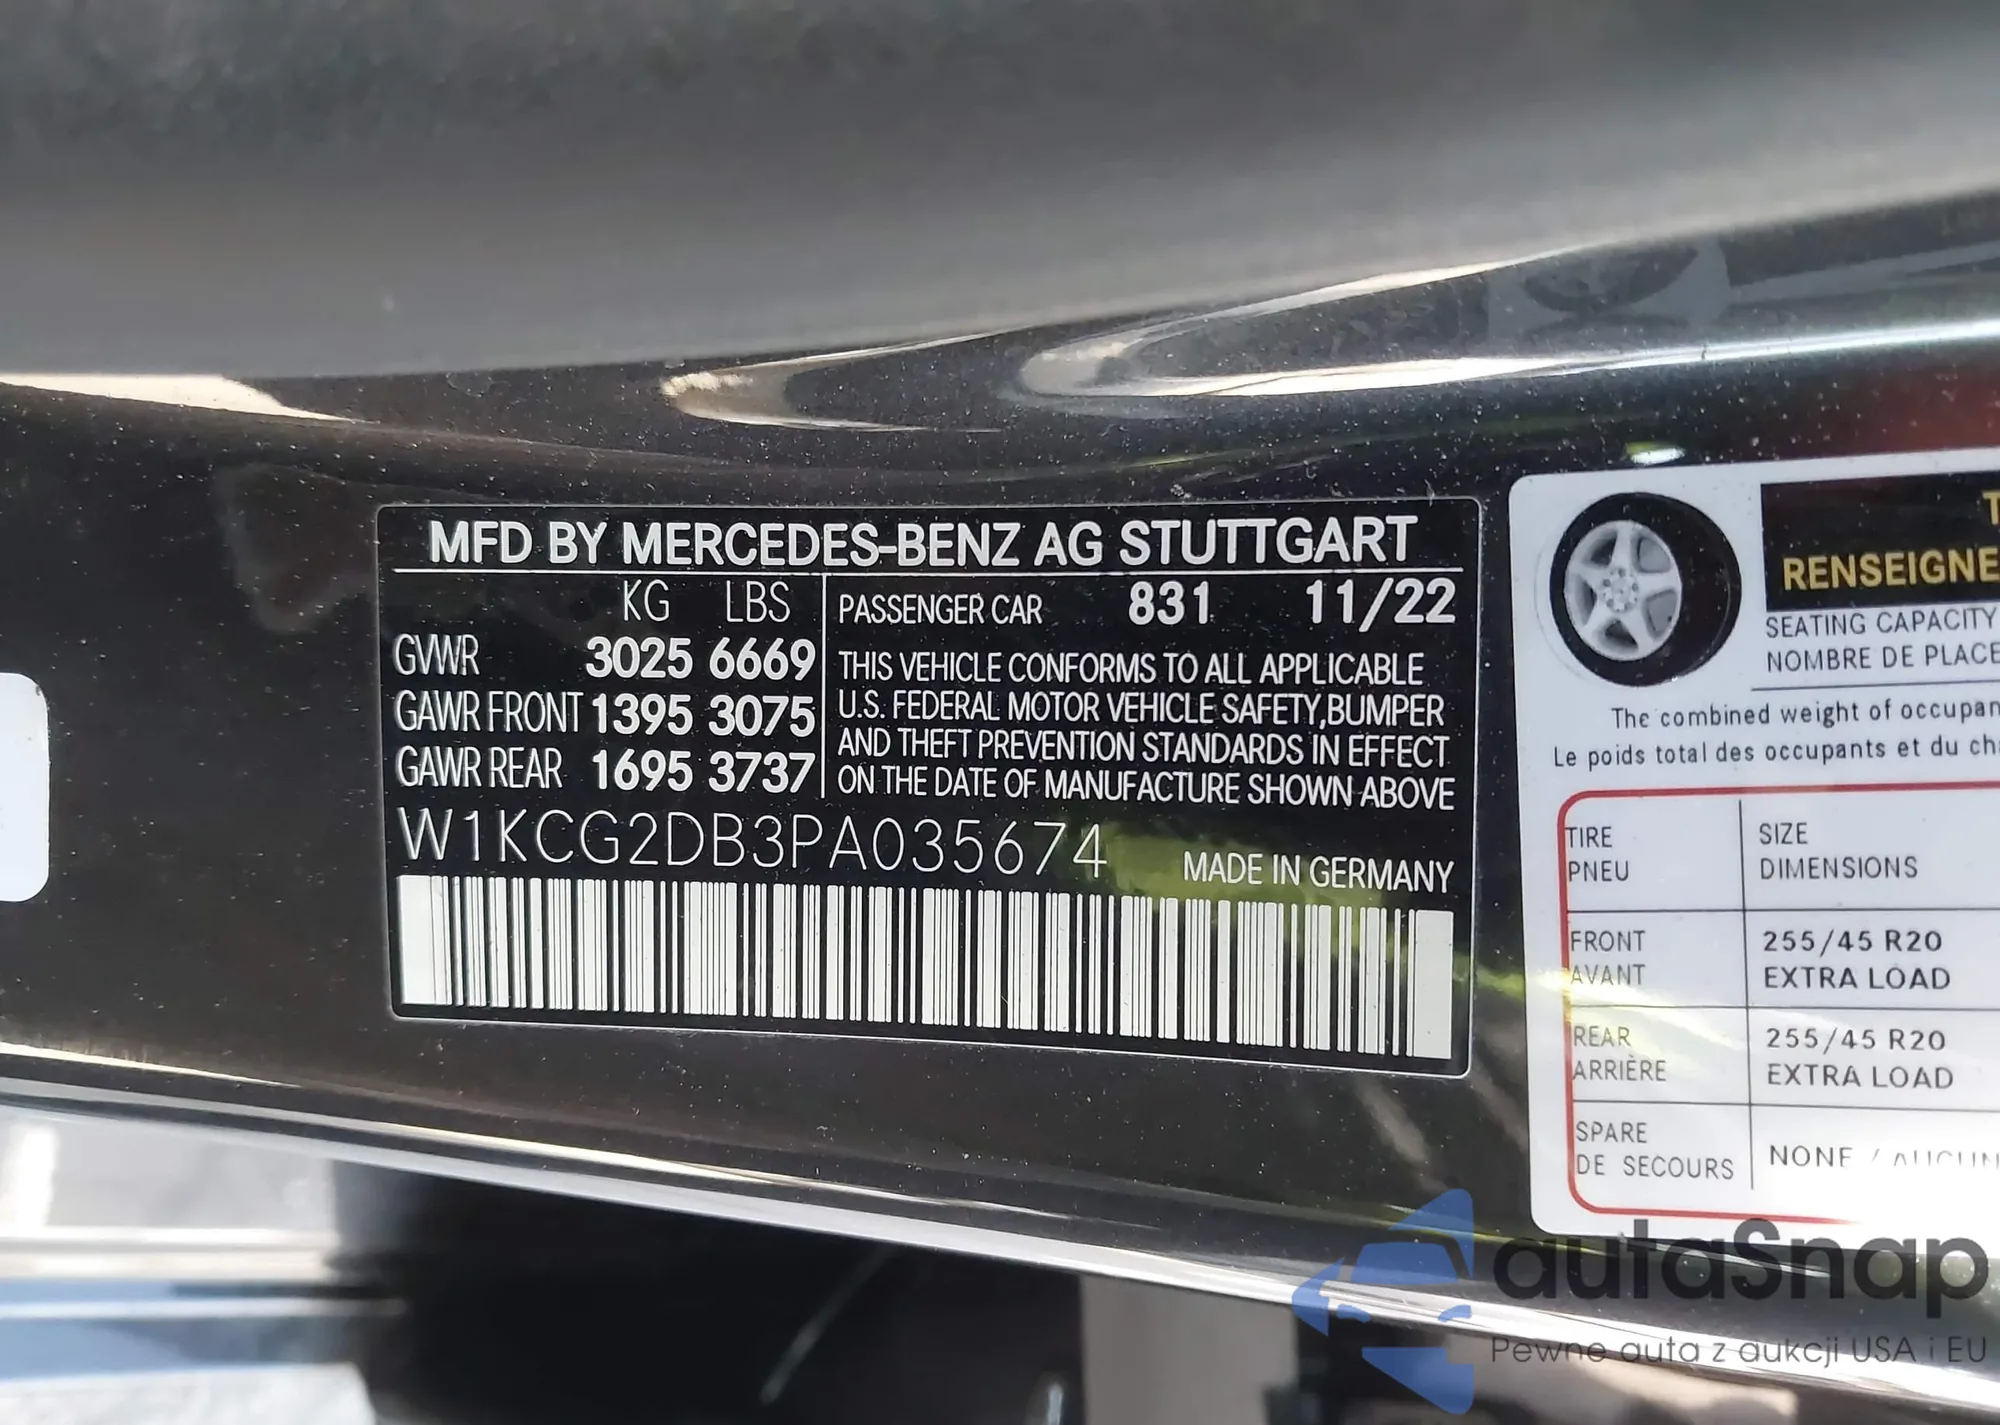 MFD BY MERCEDES-BENZ AG STUTTGART
KG LBS
GVWR 3025 6669
GAWR FRONT 1395 3075
GAWR REAR 1695 3737
PASSENGER CAR 831 11/22
THIS VEHICLE CONFORMS TO ALL APPLICABLE
U.S. FEDERAL MOTOR VEHICLE SAFETY,BUMPER
AND THEFT PREVENTION STANDARDS IN EFFECT
ON THE DATE OF MANUFACTURE SHOWN ABOVE
W1KCG2DB3PA035674
MADE IN GERMANY
RENSEIGNE
SEATING CAPACITY
NOMBRE DE PLACE
The combined weight of occupan
Le poids total des occupants et du cha
TIRE SIZE
PNEU DIMENSIONS
FRONT 255/45 R20
AVANT EXTRA LOAD
REAR 255/45 R20
ARRIÈRE EXTRA LOAD
SPARE
DE SECOURS
NONE / AUCUN
autaSnap
Pewne auta z aukcji USA i EU